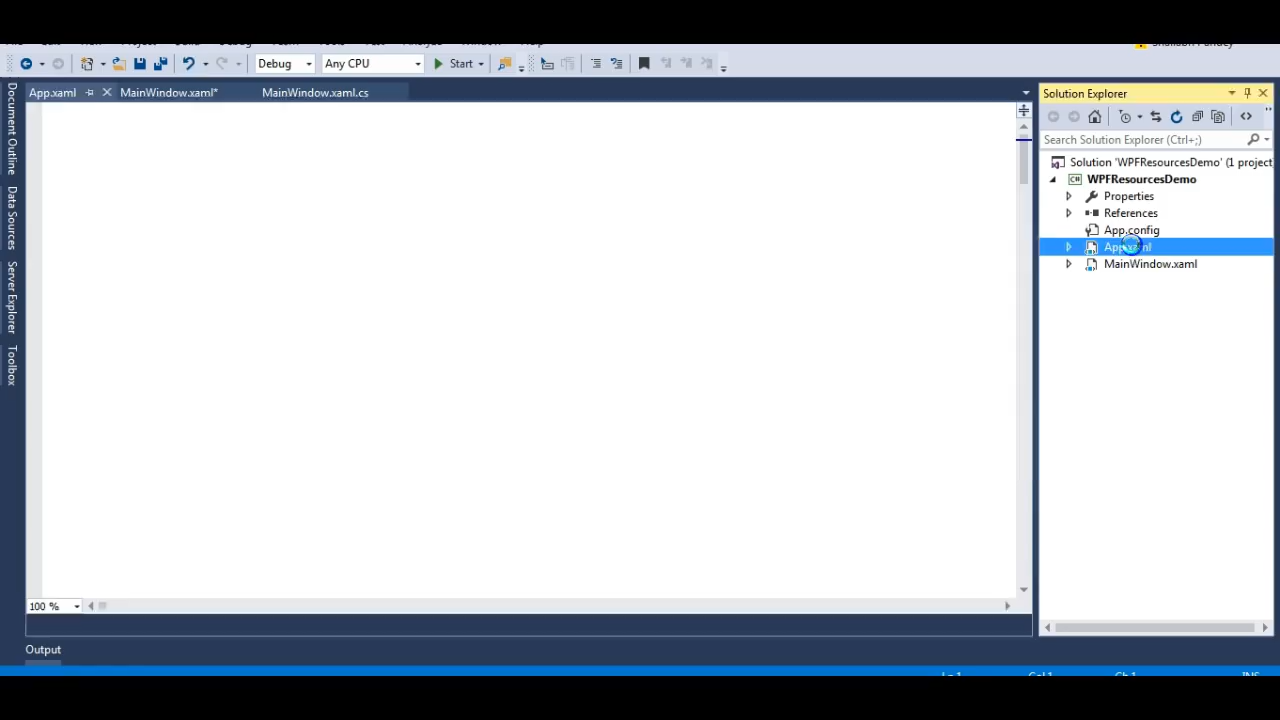 Debug
Any CPU
Start
App.xaml
MainWindow.xaml*
MainWindow.xaml.cs
Document Outline
Data Sources
Server Explorer
Toolbox
100 %
Output
Solution Explorer
Search Solution Explorer (Ctrl+;)
Solution 'WPFResourcesDemo' (1 project
WPFResourcesDemo
Properties
References
App.config
MainWindow.xaml